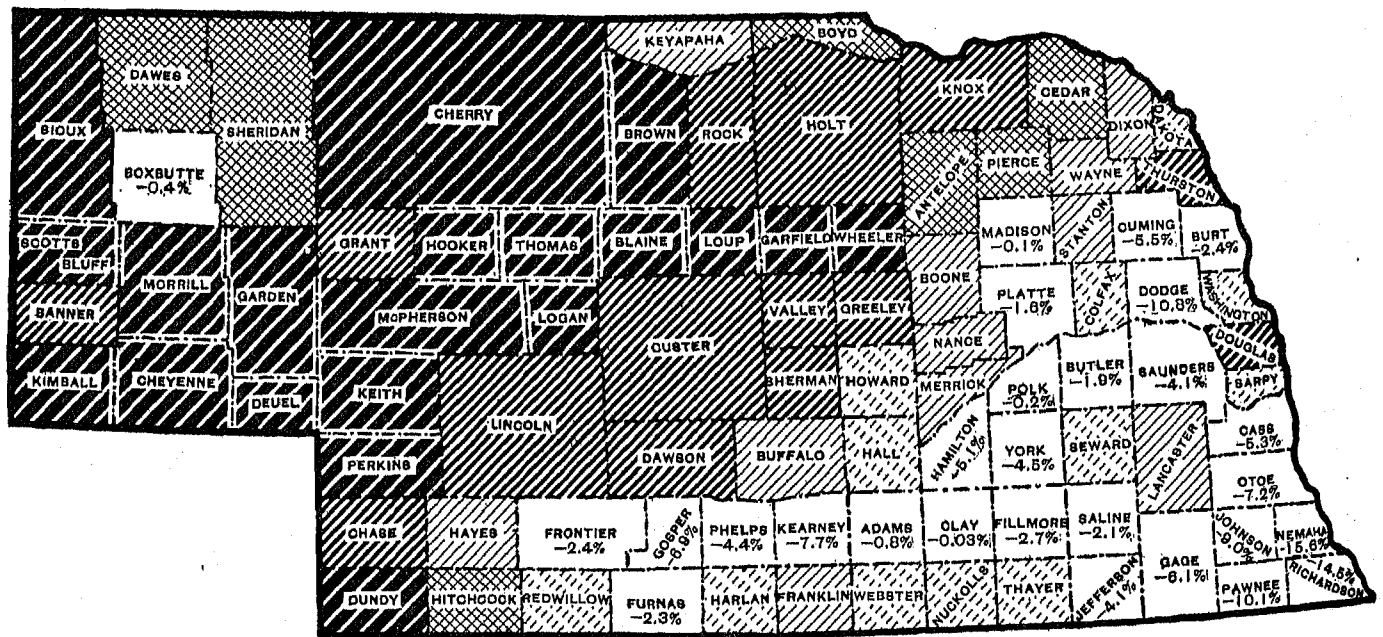 KEYAPAHA
BOYD
DAWES
SHERIDAN
CHERRY
KNOX
CEDAR
SIOUX
BROWN
ROCK
HOLT
DIXON
DAKOTA
BOXBUTTE
-0.4%
ANTELOPE
PIERCE
WAYNE
THURSTON
SCOTTS
BLUFF
GRANT
HOOKER
THOMAS
BLAINE
LOUP
GARFIELD
WHEELER
MADISON
-0.1%
STANTON
CUMING
-5.5%
BURT
-2.4%
BANNER
MORRILL
GARDEN
McPHERSON
LOGAN
CUSTER
VALLEY
GREELEY
BOONE
PLATTE
-1.6%
COLFAX
DODGE
-10.8%
WASHINGTON
KIMBALL
CHEYENNE
DEUEL
KEITH
LINCOLN
SHERMAN
HOWARD
NANCE
MERRICK
POLK
-0.2%
BUTLER
-1.9%
SAUNDERS
-4.1%
DOUGLAS
SARPY
PERKINS
DAWSON
BUFFALO
HALL
HAMILTON
-5.1%
YORK
-4.5%
SEWARD
LANCASTER
CASS
-5.3%
OTOE
-7.2%
CHASE
HAYES
FRONTIER
-2.4%
GOSPER
-6.9%
PHELPS
-4.4%
KEARNEY
-7.7%
ADAMS
-0.8%
CLAY
-0.03%
FILLMORE
-2.7%
SALINE
-2.1%
GAGE
-6.1%
JOHNSON
-9.0%
NEMAHA
-15.6%
DUNDY
HITCHCOCK
REDWILLOW
FURNAS
-2.3%
HARLAN
FRANKLIN
WEBSTER
NUCKOLLS
THAYER
JEFFERSON
-4.1%
PAWNEE
-10.1%
-14.5%
RICHARDSON